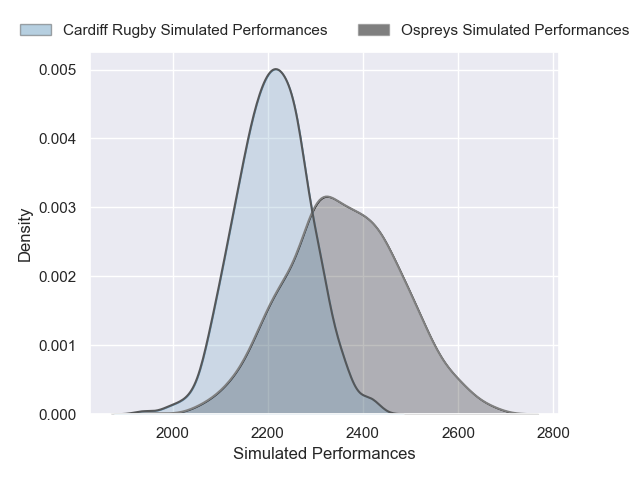 Cardiff Rugby Simulated Performances Ospreys Simulated Performances
0.005
0.004
0.003
0.002
0.001
0.000
Density
2000 2200 2400 2600 2800
Simulated Performances